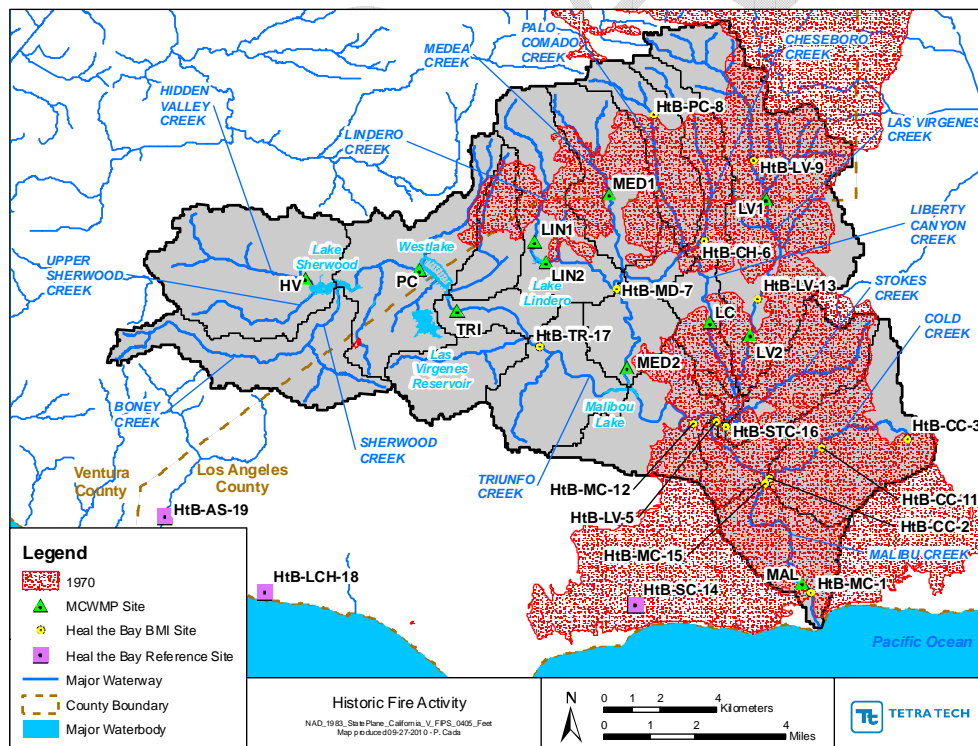 PALO
COMADO
CREEK
MEDEA
CREEK
CHESEBORO
CREEK
HIDDEN
VALLEY
CREEK
HtB-PC-8
LAS VIRGENES
CREEK
LINDERO
CREEK
HtB-LV-9
MED1
LV1
LIBERTY
CANYON
CREEK
LIN1
HtB-CH-6
UPPER
SHERWOOD
CREEK
Lake
Sherwood
Westlake
HV
PC
LIN2
Lake
Lindero
HtB-MD-7
HtB-LV-13
STOKES
CREEK
LC
COLD
CREEK
TRI
HtB-TR-17
LV2
Las
Virgenes
Reservoir
MED2
BONEY
CREEK
Malibou
Lake
SHERWOOD
CREEK
HtB-STC-16
HtB-CC-3
Ventura
County
Los Angeles
County
TRIUNFO
CREEK
HtB-MC-12
HtB-CC-11
HtB-AS-19
HtB-LV-5
HtB-CC-2
HtB-MC-15
MALIBU CREEK
HtB-LCH-18
HtB-SC-14
MAL
HtB-MC-1
Pacific Ocean
Legend
1970
MCWMP Site
Heal the Bay BMI Site
Heal the Bay Reference Site
Major Waterway
County Boundary
Major Waterbody
Historic Fire Activity
NAD_1983_StatePlane_California_V_FIPS_0405_Feet
Map produced 09-27-2010 - P. Cada
N
0 1 2 4
Kilometers
0 1 2 4
Miles
Tt
TETRA TECH